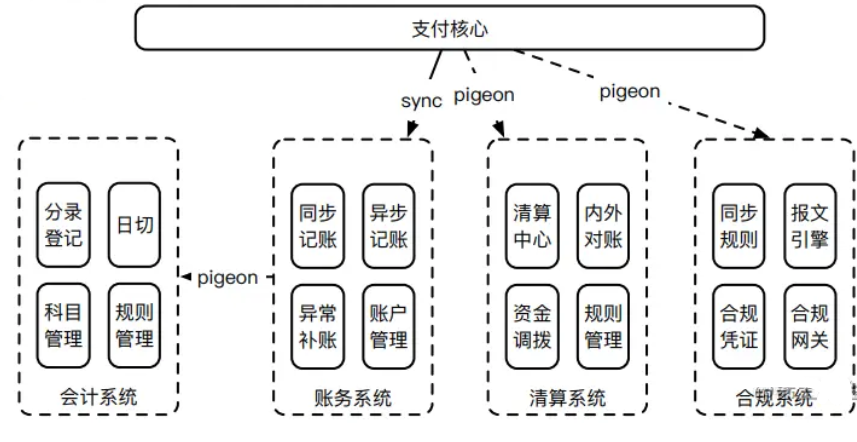 支付核心
sync
pigeon
pigeon
分录
登记
日切
科目
管理
规则
管理
会计系统
pigeon
同步
记账
异步
记账
异常
补账
账户
管理
账务系统
清算
中心
内外
对账
资金
调拨
规则
管理
清算系统
同步
规则
报文
引擎
合规
凭证
合规
网关
合规系统